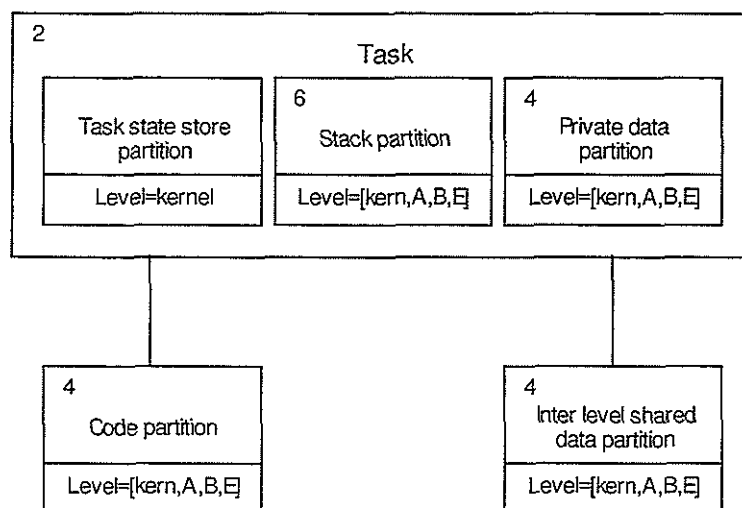 2
Task
Task state store
partition
Level=kernel
6
Stack partition
Level=[kern,A,B,E]
4
Private data
partition
Level=[kern,A,B,E]
4
Code partition
Level=[kern,A,B,E]
4
Inter level shared
data partition
Level=[kern,A,B,E]